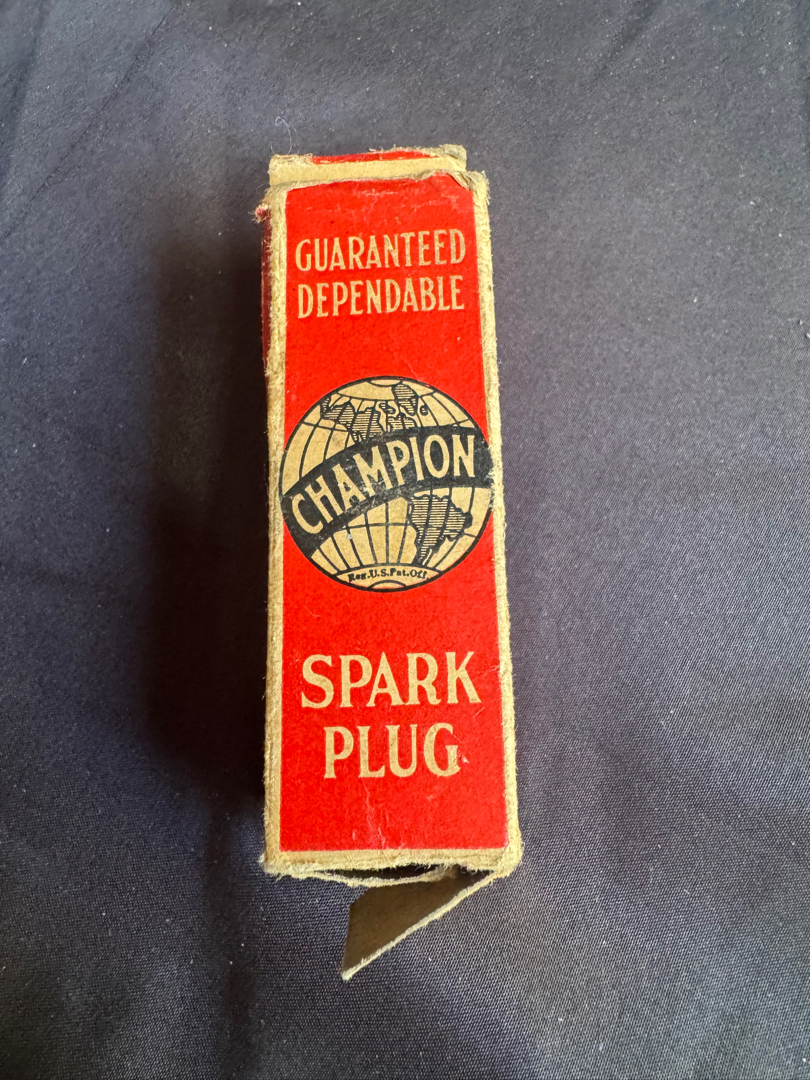 GUARANTEED
DEPENDABLE
CHAMPION
Reg.U.S.Pat.Off.
SPARK
PLUG